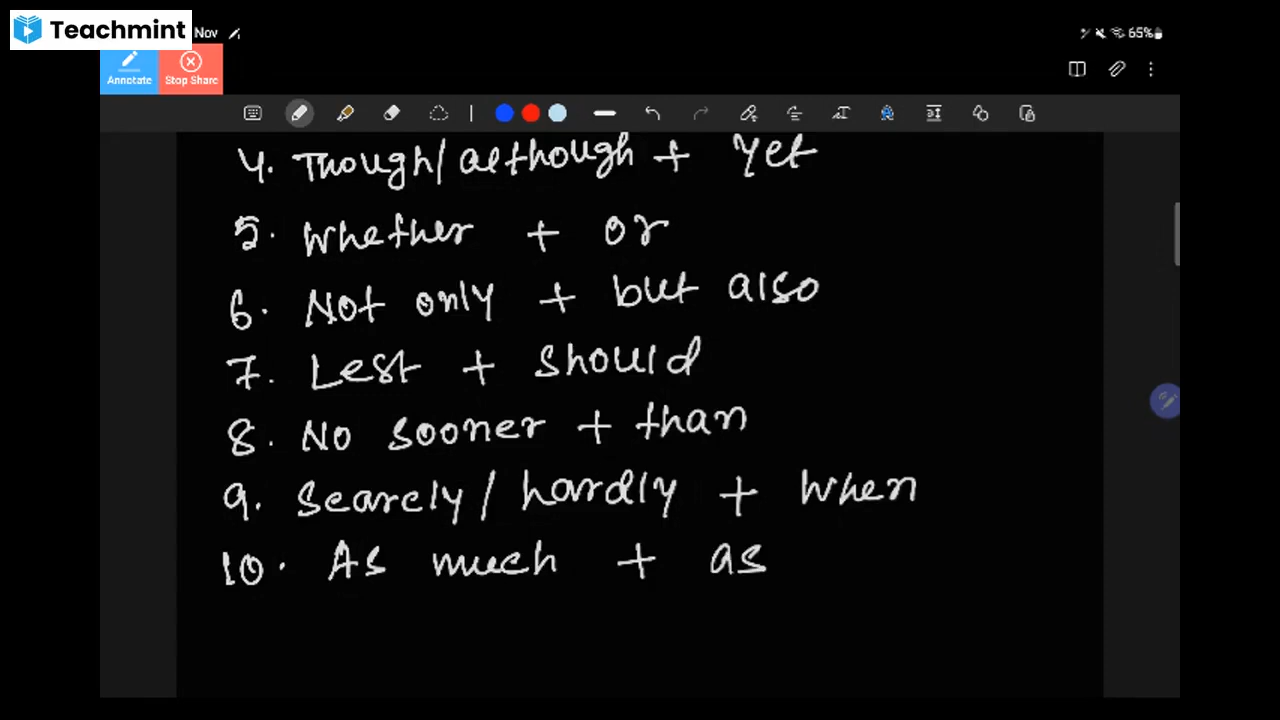 Teachmint
Nov
65%
Annotate
Stop Share
4. Though/although + Yet
5. Whether + or
6. Not only + but also
7. Lest + should
8. No sooner + than
9. Scarcely/hardly + when
10. As much + as